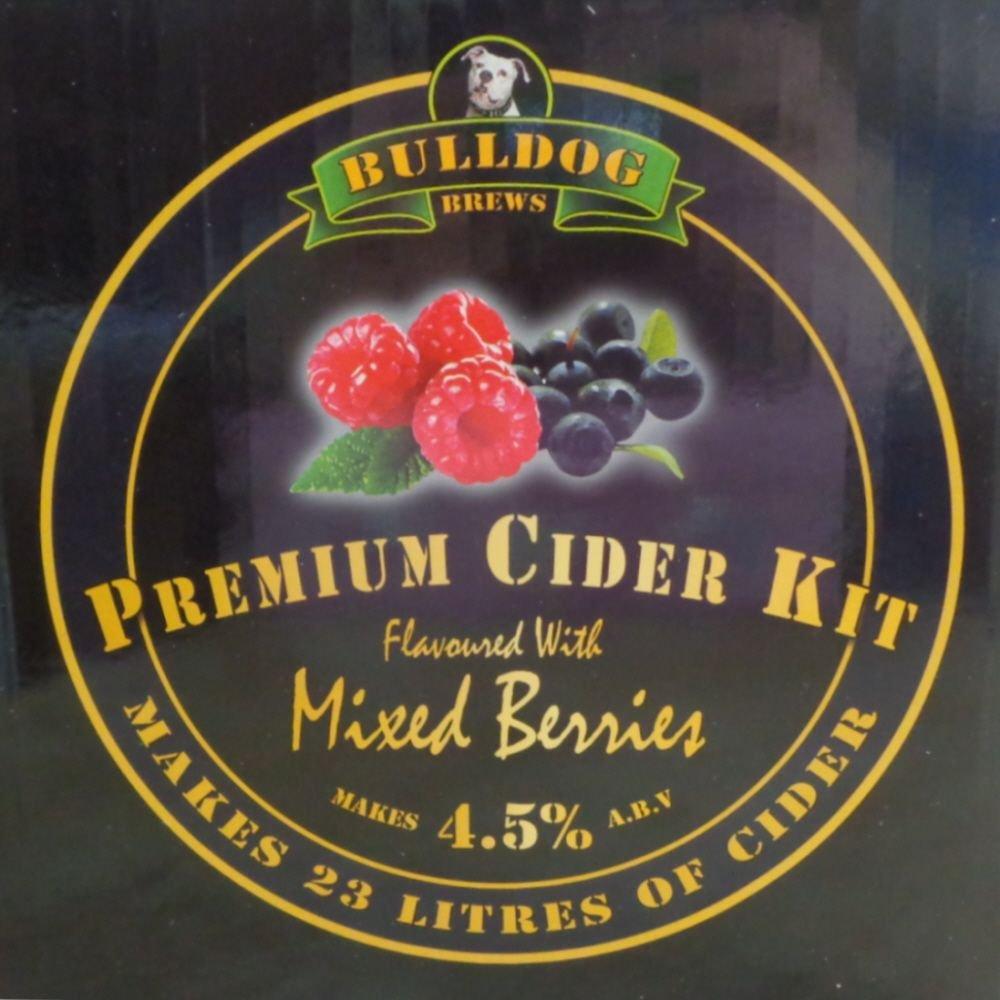 BULLDOG
BREWS
PREMIUM CIDER KIT
Flavoured With
Mixed Berries
MAKES 4.5% A.B.V
MAKES 23 LITRES OF CIDER